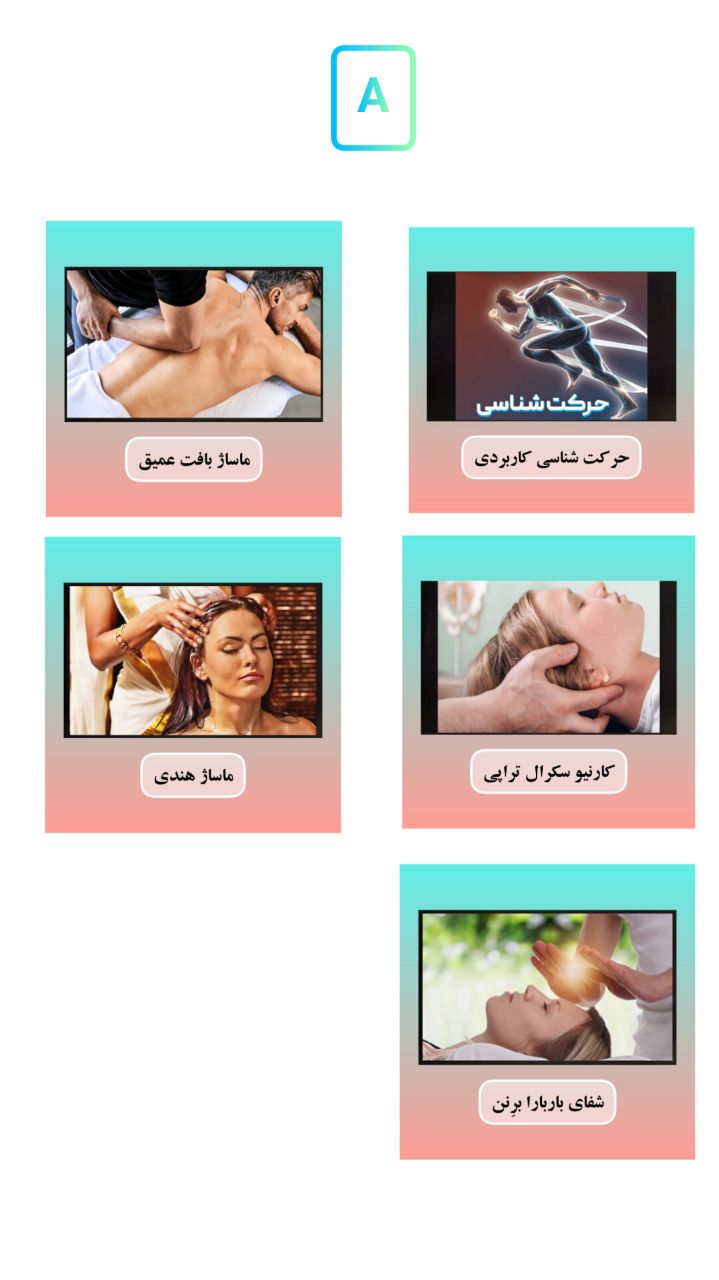 A
حرکت شناسی
حرکت شناسی کاربردی
ماساژ بافت عمیق
کارنیو سکرال تراپی
ماساژ هندی
شفای باربارا برِنن